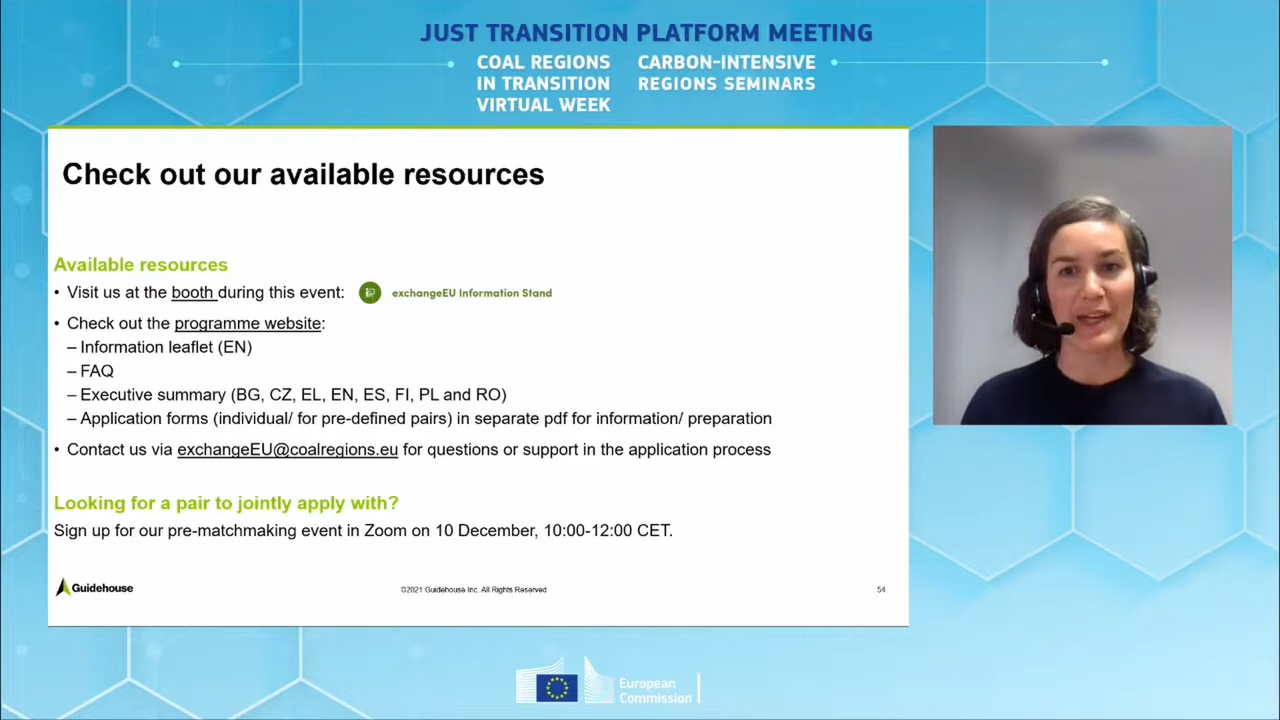 JUST TRANSITION PLATFORM MEETING
COAL REGIONS
IN TRANSITION
VIRTUAL WEEK
CARBON-INTENSIVE
REGIONS SEMINARS
Check out our available resources
Available resources
• Visit us at the booth during this event: exchangeEU Information Stand
• Check out the programme website:
– Information leaflet (EN)
– FAQ
– Executive summary (BG, CZ, EL, EN, ES, FI, PL and RO)
– Application forms (individual/ for pre-defined pairs) in separate pdf for information/ preparation
• Contact us via exchangeEU@coalregions.eu for questions or support in the application process
Looking for a pair to jointly apply with?
Sign up for our pre-matchmaking event in Zoom on 10 December, 10:00-12:00 CET.
Guidehouse
©2021 Guidehouse Inc. All Rights Reserved
54
European
Commission